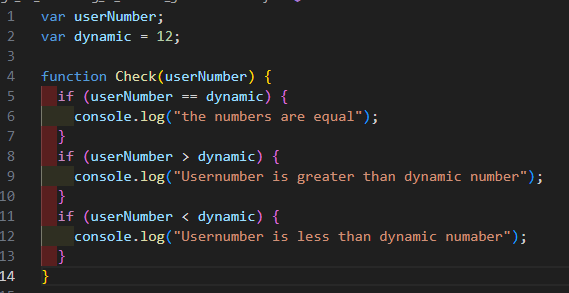 1 var userNumber;
2 var dynamic = 12;
3
4 function Check(userNumber) {
5 if (userNumber == dynamic) {
6 console.log("the numbers are equal");
7 }
8 if (userNumber > dynamic) {
9 console.log("Usernumber is greater than dynamic number");
10 }
11 if (userNumber < dynamic) {
12 console.log("Usernumber is less than dynamic numaber");
13 }
14 }